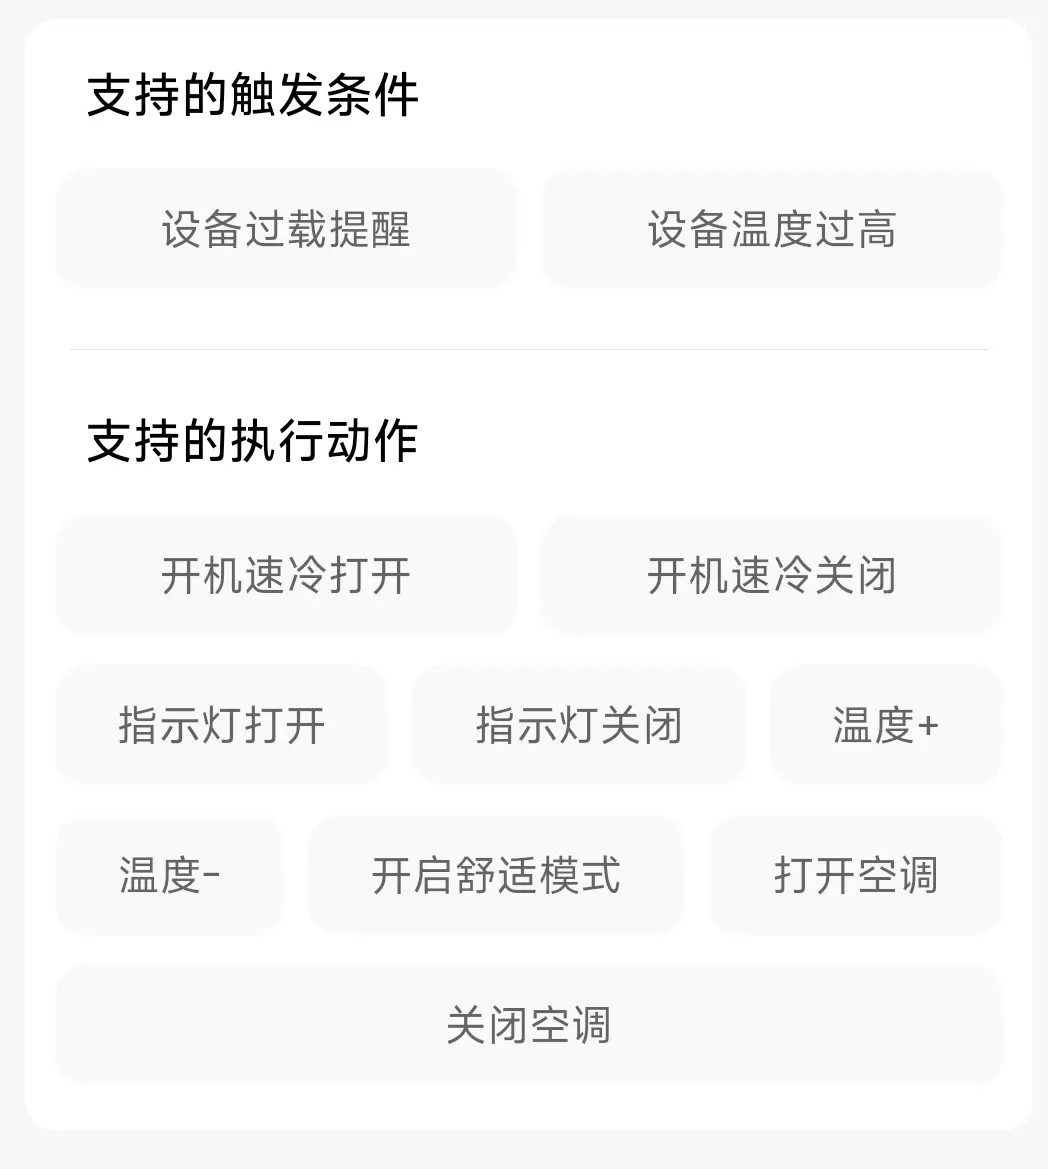 支持的触发条件
设备过载提醒 设备温度过高
支持的执行动作
开机速冷打开 开机速冷关闭
指示灯打开 指示灯关闭 温度+
温度- 开启舒适模式 打开空调
关闭空调